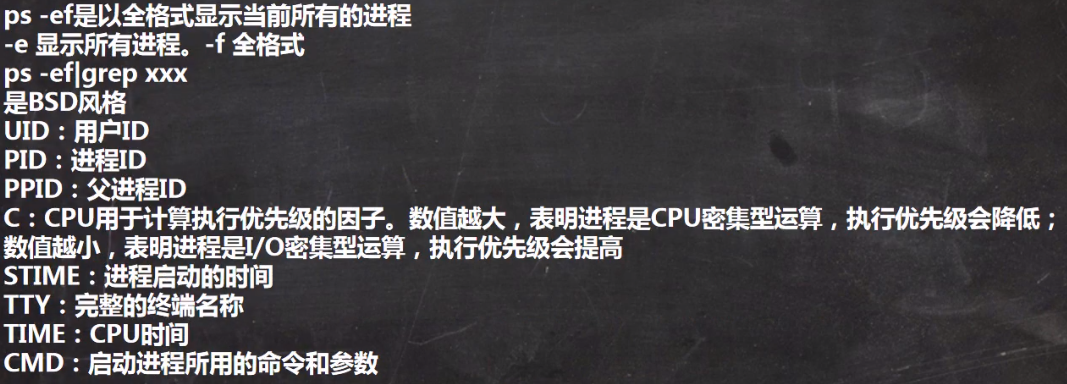 ps -ef是以全格式显示当前所有的进程
-e 显示所有进程。-f 全格式
ps -ef|grep xxx
是BSD风格
UID：用户ID
PID：进程ID
PPID：父进程ID
C：CPU用于计算执行优先级的因子。数值越大，表明进程是CPU密集型运算，执行优先级会降低；
数值越小，表明进程是I/O密集型运算，执行优先级会提高
STIME：进程启动的时间
TTY：完整的终端名称
TIME：CPU时间
CMD：启动进程所用的命令和参数